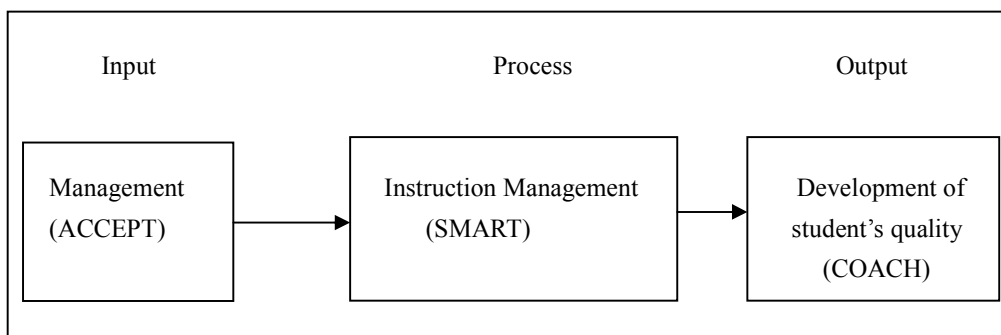 Input
Process
Output
Management
(ACCEPT)
Instruction Management
(SMART)
Development of
student’s quality
(COACH)